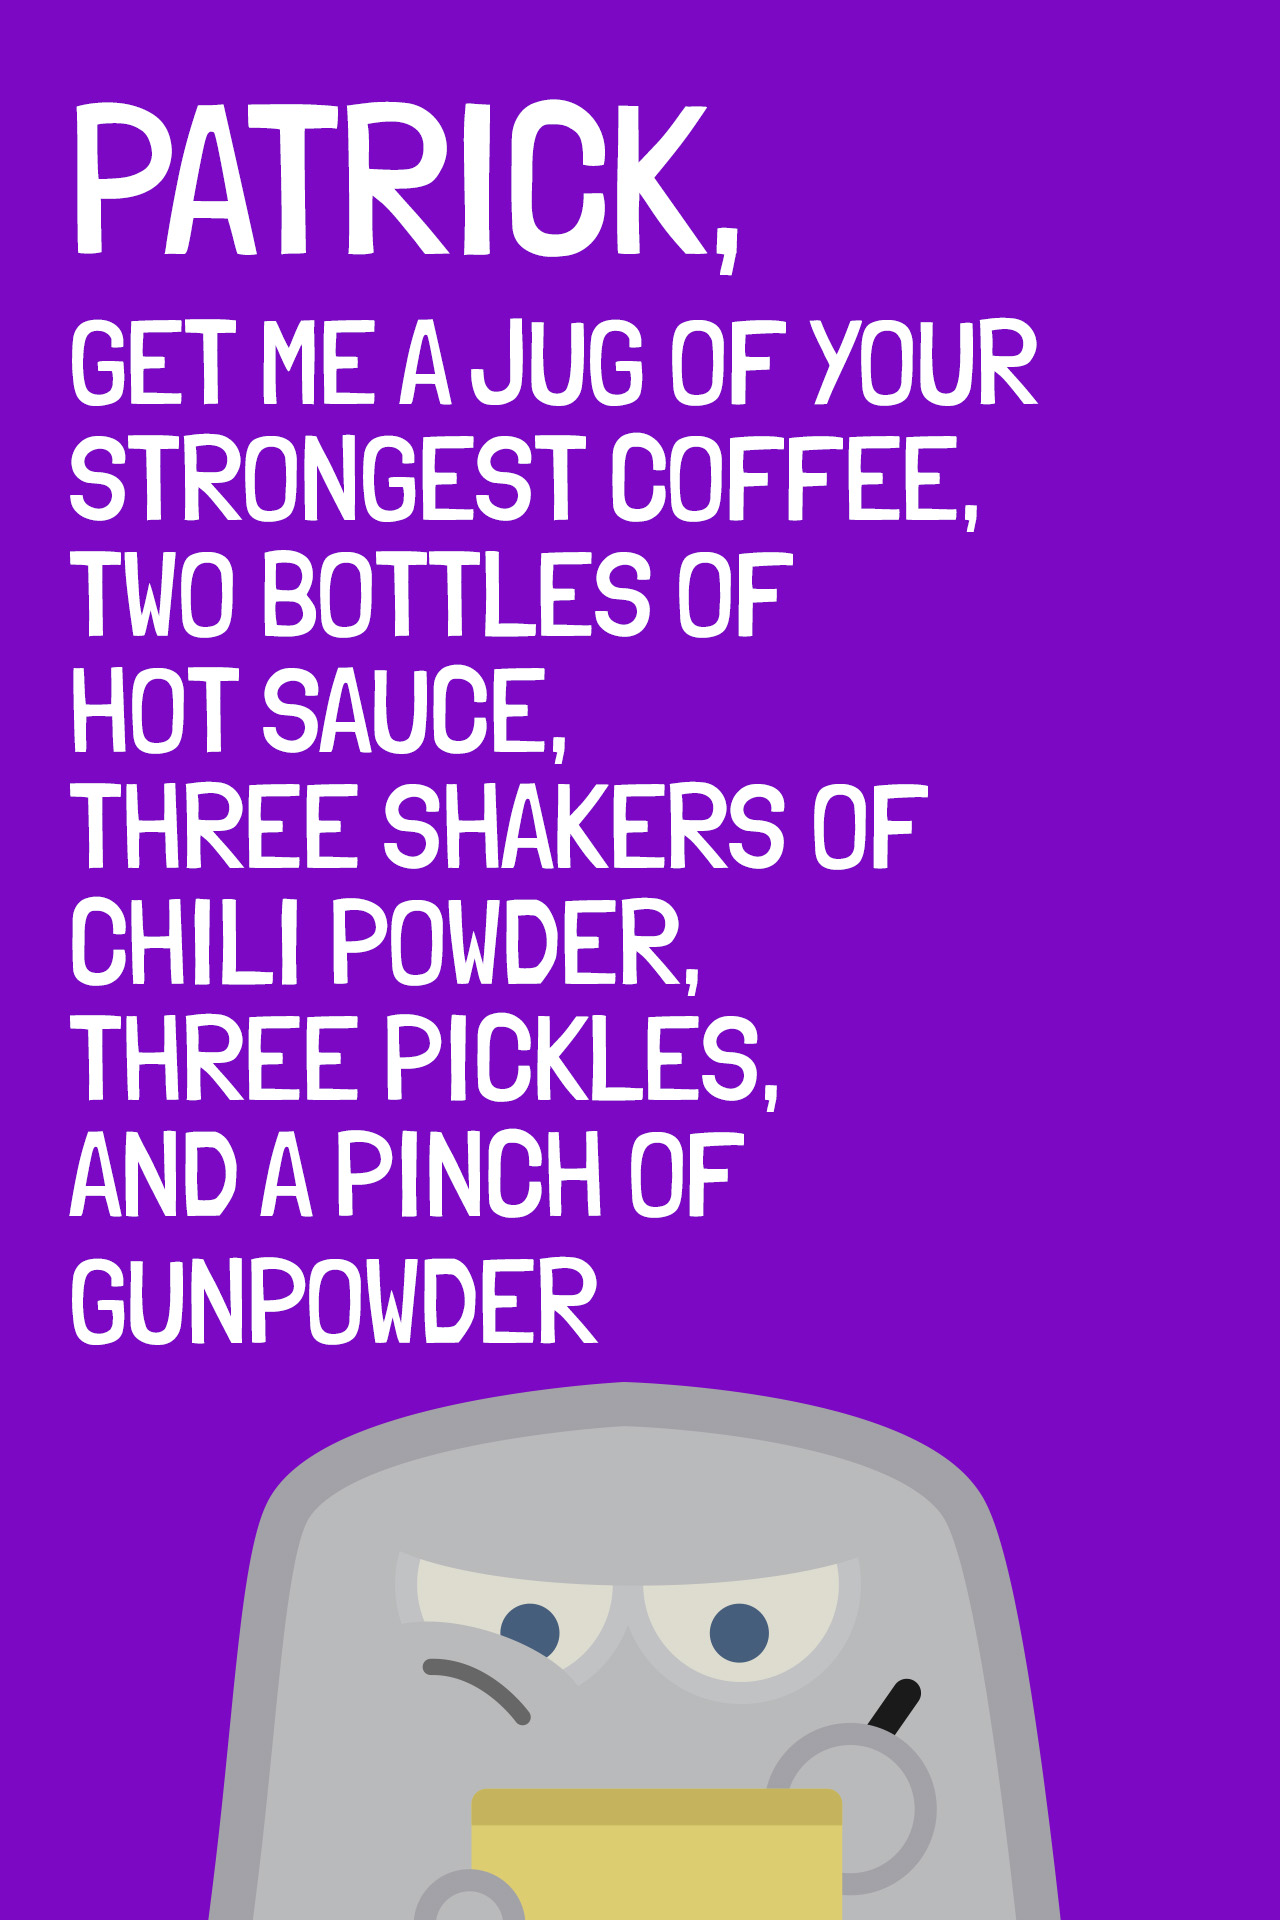 PATRICK,
GET ME A JUG OF YOUR
STRONGEST COFFEE,
TWO BOTTLES OF
HOT SAUCE,
THREE SHAKERS OF
CHILI POWDER,
THREE PICKLES,
AND A PINCH OF
GUNPOWDER